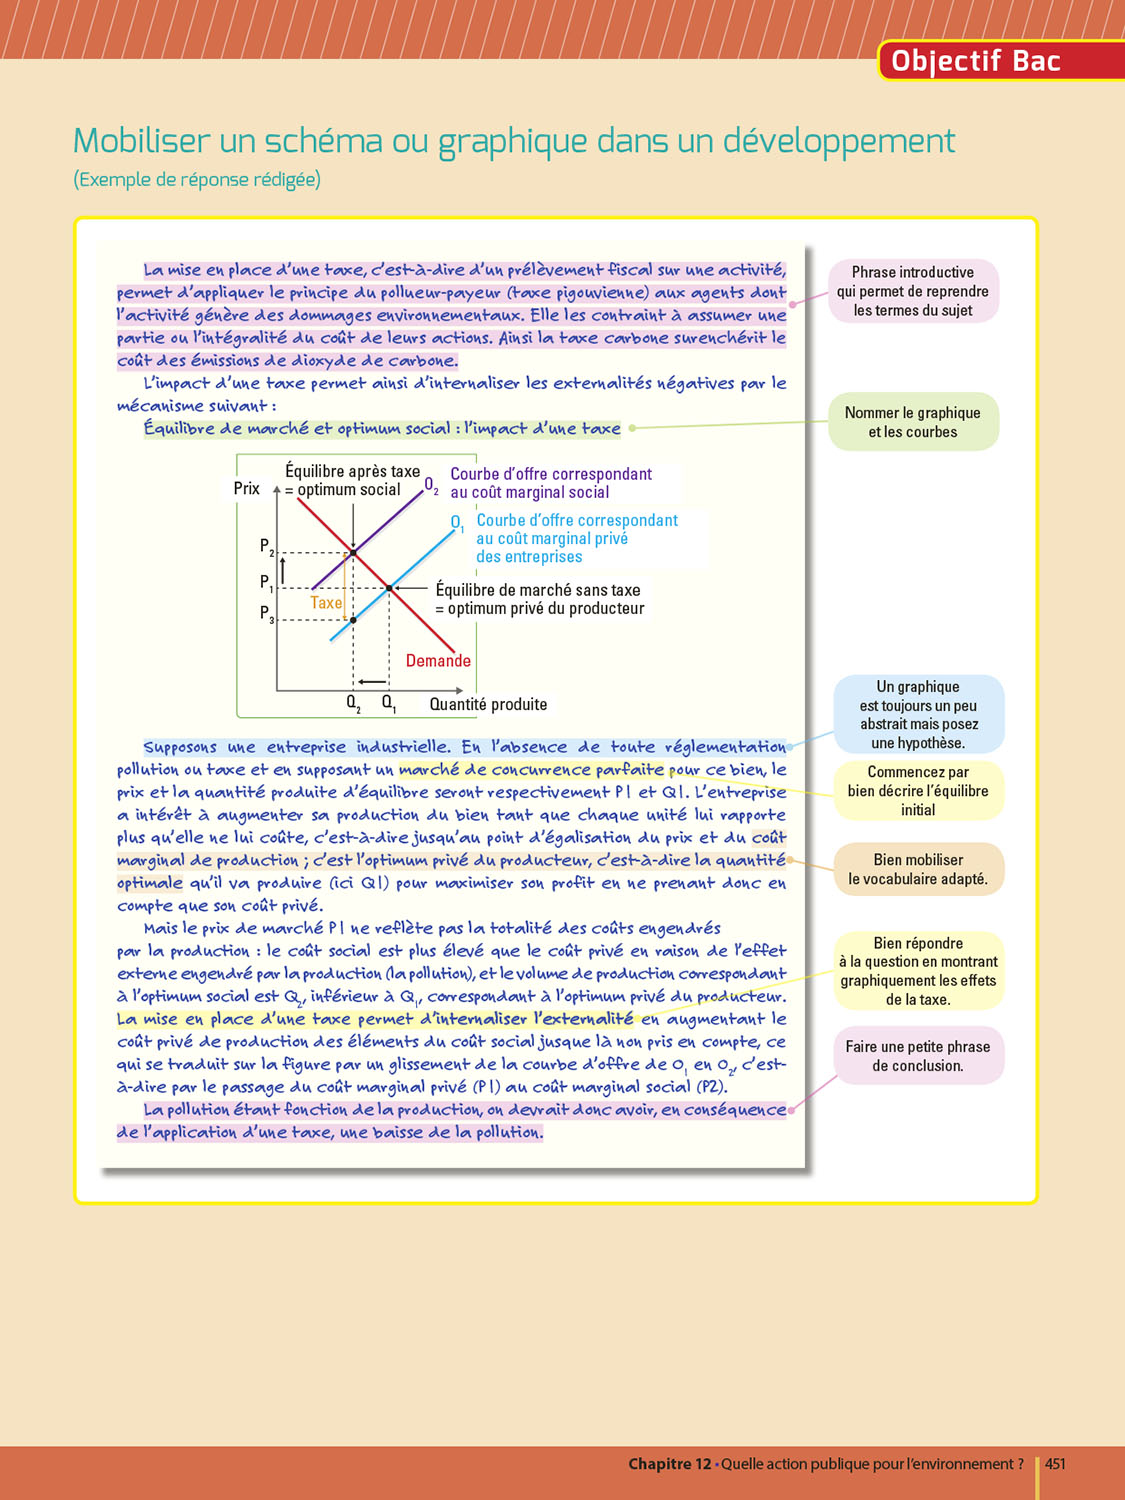 Objectif Bac
Mobiliser un schéma ou graphique dans un développement
(Exemple de réponse rédigée)
La mise en place d'une taxe, c'est-à-dire d'un prélèvement fiscal sur une activité,
permet d'appliquer le principe du pollueur-payeur (taxe pigouvienne) aux agents dont
l'activité génère des dommages environnementaux. Elle les contraint à assumer une
partie ou l'intégralité du coût de leurs actions. Ainsi la taxe carbone surenchérit le
coût des émissions de dioxyde de carbone.
Phrase introductive
qui permet de reprendre
les termes du sujet
L'impact d'une taxe permet ainsi d'internaliser les externalités négatives par le
mécanisme suivant :
Équilibre de marché et optimum social : l'impact d'une taxe
Nommer le graphique
et les courbes
Équilibre après taxe
= optimum social
Prix
O2
Courbe d'offre correspondant
au coût marginal social
O1
Courbe d'offre correspondant
au coût marginal privé
des entreprises
P2
P1
P3
Taxe
Équilibre de marché sans taxe
= optimum privé du producteur
Demande
Q2
Q1
Quantité produite
Supposons une entreprise industrielle. En l'absence de toute réglementation
pollution ou taxe et en supposant un marché de concurrence parfaite pour ce bien, le
prix et la quantité produite d'équilibre seront respectivement P1 et Q1. L'entreprise
a intérêt à augmenter sa production du bien tant que chaque unité lui rapporte
plus qu'elle ne lui coûte, c'est-à-dire jusqu'au point d'égalisation du prix et du coût
marginal de production ; c'est l'optimum privé du producteur, c'est-à-dire la quantité
optimale qu'il va produire (ici Q1) pour maximiser son profit en ne prenant donc en
compte que son coût privé.
Un graphique
est toujours un peu
abstrait mais posez
une hypothèse.
Commencez par
bien décrire l'équilibre
initial
Bien mobiliser
le vocabulaire adapté.
Mais le prix de marché P1 ne reflète pas la totalité des coûts engendrés
par la production : le coût social est plus élevé que le coût privé en raison de l'effet
externe engendré par la production (la pollution), et le volume de production correspondant
à l'optimum social est Q2, inférieur à Q1, correspondant à l'optimum privé du producteur.
La mise en place d'une taxe permet d'internaliser l'externalité en augmentant le
coût privé de production des éléments du coût social jusque là non pris en compte, ce
qui se traduit sur la figure par un glissement de la courbe d'offre de O1 en O2, c'est-
à-dire par le passage du coût marginal privé (P1) au coût marginal social (P2).
Bien répondre
à la question en montrant
graphiquement les effets
de la taxe.
La pollution étant fonction de la production, on devrait donc avoir, en conséquence
de l'application d'une taxe, une baisse de la pollution.
Faire une petite phrase
de conclusion.
Chapitre 12 • Quelle action publique pour l'environnement ? 451